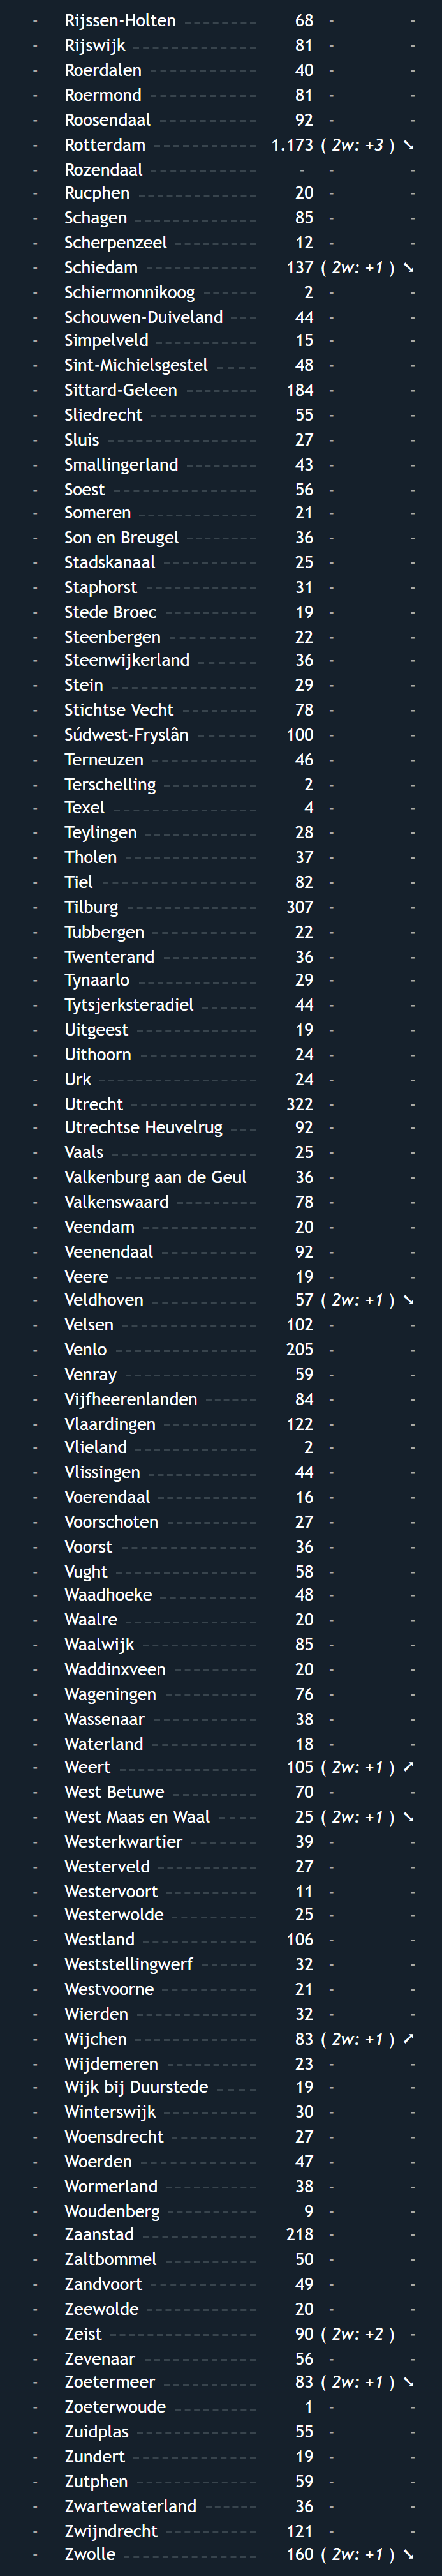 - Rijssen-Holten 68 - -
- Rijswijk 81 - -
- Roerdalen 40 - -
- Roermond 81 - -
- Roosendaal 92 - -
- Rotterdam 1.173 ( 2w: +3 ) ➘
- Rozendaal - - -
- Rucphen 20 - -
- Schagen 85 - -
- Scherpenzeel 12 - -
- Schiedam 137 ( 2w: +1 ) ➘
- Schiermonnikoog 2 - -
- Schouwen-Duiveland 44 - -
- Simpelveld 15 - -
- Sint-Michielsgestel 48 - -
- Sittard-Geleen 184 - -
- Sliedrecht 55 - -
- Sluis 27 - -
- Smallingerland 43 - -
- Soest 56 - -
- Someren 21 - -
- Son en Breugel 36 - -
- Stadskanaal 25 - -
- Staphorst 31 - -
- Stede Broec 19 - -
- Steenbergen 22 - -
- Steenwijkerland 36 - -
- Stein 29 - -
- Stichtse Vecht 78 - -
- Súdwest-Fryslân 100 - -
- Terneuzen 46 - -
- Terschelling 2 - -
- Texel 4 - -
- Teylingen 28 - -
- Tholen 37 - -
- Tiel 82 - -
- Tilburg 307 - -
- Tubbergen 22 - -
- Twenterand 36 - -
- Tynaarlo 29 - -
- Tytsjerksteradiel 44 - -
- Uitgeest 19 - -
- Uithoorn 24 - -
- Urk 24 - -
- Utrecht 322 - -
- Utrechtse Heuvelrug 92 - -
- Vaals 25 - -
- Valkenburg aan de Geul 36 - -
- Valkenswaard 78 - -
- Veendam 20 - -
- Veenendaal 92 - -
- Veere 19 - -
- Veldhoven 57 ( 2w: +1 ) ➘
- Velsen 102 - -
- Venlo 205 - -
- Venray 59 - -
- Vijfheerenlanden 84 - -
- Vlaardingen 122 - -
- Vlieland 2 - -
- Vlissingen 44 - -
- Voerendaal 16 - -
- Voorschoten 27 - -
- Voorst 36 - -
- Vught 58 - -
- Waadhoeke 48 - -
- Waalre 20 - -
- Waalwijk 85 - -
- Waddinxveen 20 - -
- Wageningen 76 - -
- Wassenaar 38 - -
- Waterland 18 - -
- Weert 105 ( 2w: +1 ) ➚
- West Betuwe 70 - -
- West Maas en Waal 25 ( 2w: +1 ) ➘
- Westerkwartier 39 - -
- Westerveld 27 - -
- Westervoort 11 - -
- Westerwolde 25 - -
- Westland 106 - -
- Weststellingwerf 32 - -
- Westvoorne 21 - -
- Wierden 32 - -
- Wijchen 83 ( 2w: +1 ) ➚
- Wijdemeren 23 - -
- Wijk bij Duurstede 19 - -
- Winterswijk 30 - -
- Woensdrecht 27 - -
- Woerden 47 - -
- Wormerland 38 - -
- Woudenberg 9 - -
- Zaanstad 218 - -
- Zaltbommel 50 - -
- Zandvoort 49 - -
- Zeewolde 20 - -
- Zeist 90 ( 2w: +2 ) -
- Zevenaar 56 - -
- Zoetermeer 83 ( 2w: +1 ) ➘
- Zoeterwoude 1 - -
- Zuidplas 55 - -
- Zundert 19 - -
- Zutphen 59 - -
- Zwartewaterland 36 - -
- Zwijndrecht 121 - -
- Zwolle 160 ( 2w: +1 ) ➘